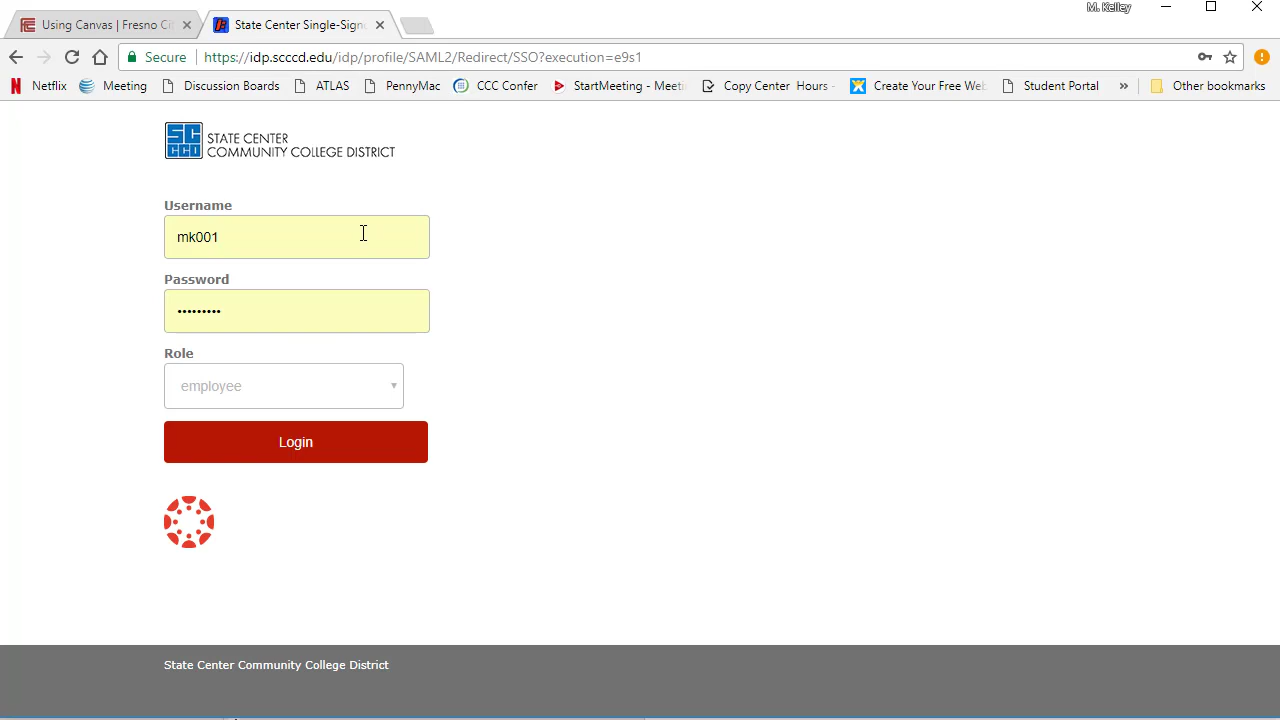 M. Kelley
Using Canvas | Fresno Ci
State Center Single-Sign
Secure
https://idp.scccd.edu/idp/profile/SAML2/Redirect/SSO?execution=e9s1
Netflix
Meeting
Discussion Boards
ATLAS
PennyMac
CCC Confer
StartMeeting - Meeti
Copy Center Hours -
Create Your Free Web
Student Portal
»
Other bookmarks
SC
CCD
STATE CENTER
COMMUNITY COLLEGE DISTRICT
Username
mk001
Password
•••••••••
Role
employee
Login
State Center Community College District